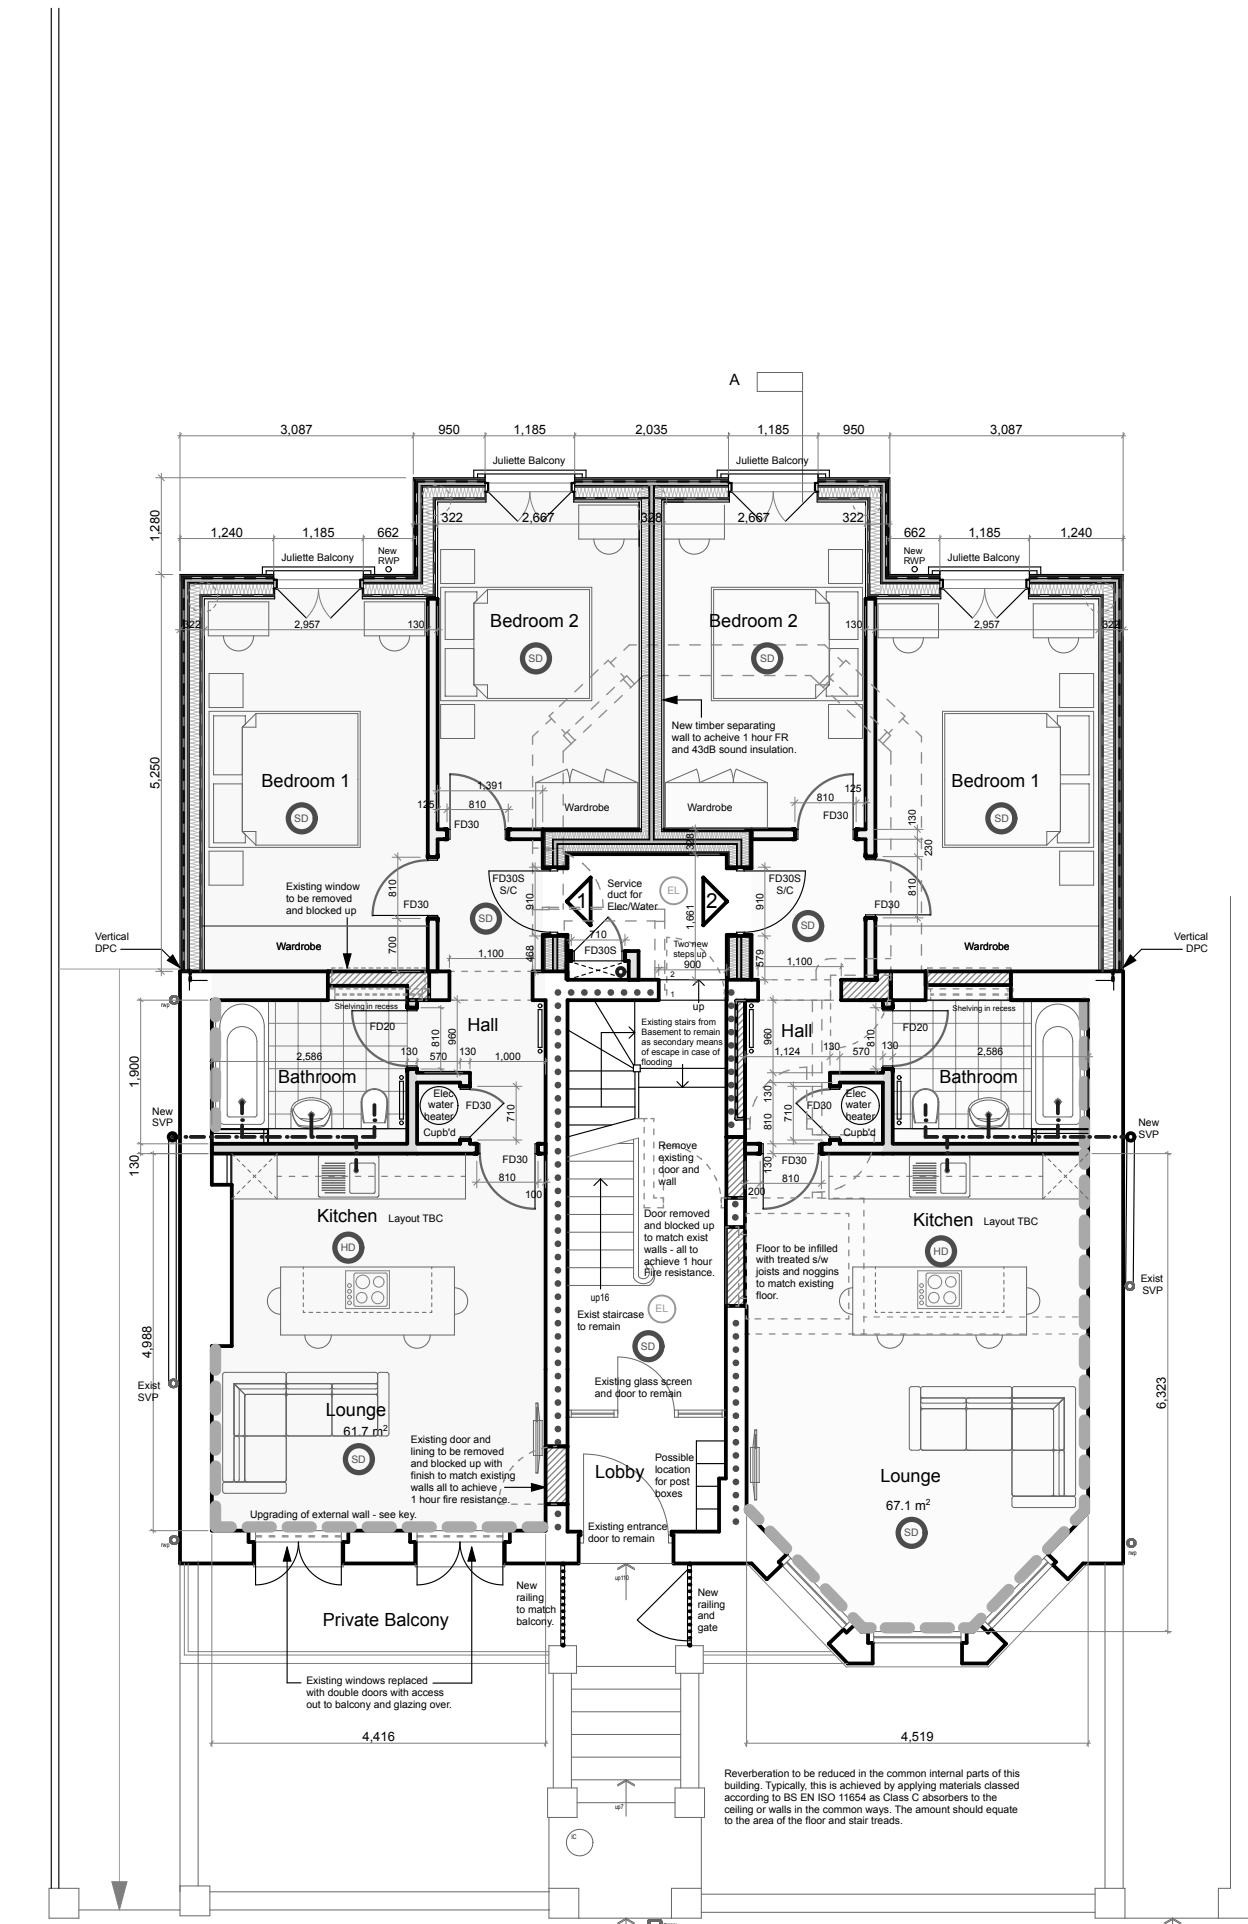 A
3,087
950
1,185
2,035
1,185
950
3,087
Juliette Balcony
Juliette Balcony
1,280
322
2,667
328
2,667
322
1,240
1,185
662
662
1,185
1,240
New
RWP
New
RWP
Juliette Balcony
Juliette Balcony
322
2,957
130
130
2,957
322
Bedroom 2
Bedroom 2
SD
SD
New timber separating
wall to acheive 1 hour FR
and 43dB sound insulation.
5,250
Bedroom 1
Bedroom 1
SD
SD
1,391
125
810
Wardrobe
Wardrobe
810
125
FD30
FD30
130
230
328
Existing window
to be removed
and blocked up
810
FD30
FD30S
S/C
910
1
Service
duct for
Elec/Water
EL
2
910
FD30S
S/C
810
FD30
SD
SD
1,661
710
FD30S
Two new
steps up
900
2
1
up
Vertical
DPC
Wardrobe
700
1,100
468
579
1,100
Wardrobe
Vertical
DPC
rwp
Shelving in recess
Shelving in recess
FD20
810
960
Hall
Existing stairs from
Basement to remain
as secondary means
of escape in case of
flooding
960
Hall
810
FD20
1,900
2,586
130
570
130
1,000
1,124
130
570
130
2,586
Bathroom
Bathroom
Elec
water
heater
Cupb'd
FD30
710
130
810
710
FD30
Elec
water
heater
Cupb'd
New
SVP
New
SVP
130
FD30
810
100
Remove
existing
door and
wall
130
200
FD30
810
Kitchen
Layout TBC
HD
Door removed
and blocked up
to match exist
walls - all to
achieve 1 hour
Fire resistance.
Kitchen
Layout TBC
HD
Floor to be infilled
with treated s/w
joists and noggins
to match existing
floor.
Exist
SVP
up16
EL
Exist staircase
to remain
SD
4,988
Exist
SVP
Existing glass screen
and door to remain
6,323
Lounge
61.7 m²
SD
Existing door and
lining to be removed
and blocked up with
finish to match existing
walls all to achieve
1 hour fire resistance.
Lobby
Possible
location
for post
boxes
Lounge
67.1 m²
SD
Upgrading of external wall - see key.
Existing entrance
door to remain
rwp
rwp
up110
New
railing
to match
balcony.
New
railing
and
gate
Private Balcony
Existing windows replaced
with double doors with access
out to balcony and glazing over.
4,416
4,519
Reverberation to be reduced in the common internal parts of this
building. Typically, this is achieved by applying materials classed
according to BS EN ISO 11654 as Class C absorbers to the
ceiling or walls in the common ways. The amount should equate
to the area of the floor and stair treads.
up7
IC